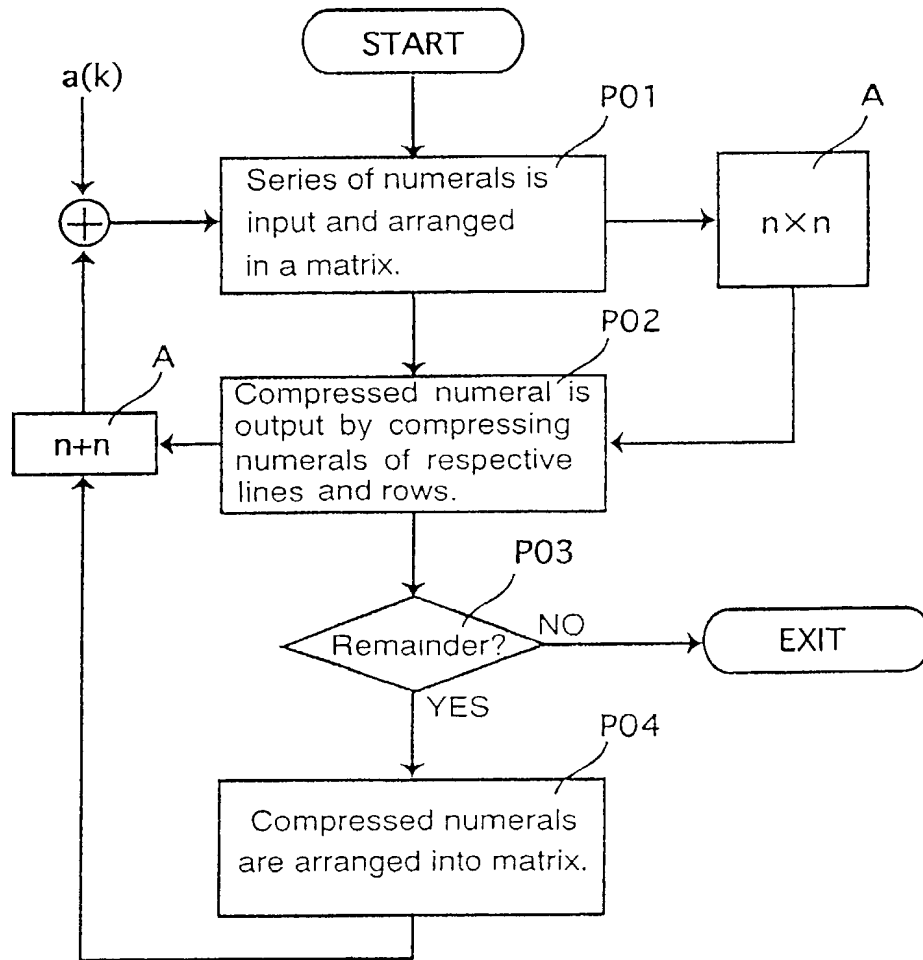 START
a(k)
P01
A
Series of numerals is
input and arranged
in a matrix.
n×n
+
P02
A
Compressed numeral is
output by compressing
numerals of respective
lines and rows.
n+n
P03
Remainder?
NO
EXIT
YES
P04
Compressed numerals
are arranged into matrix.